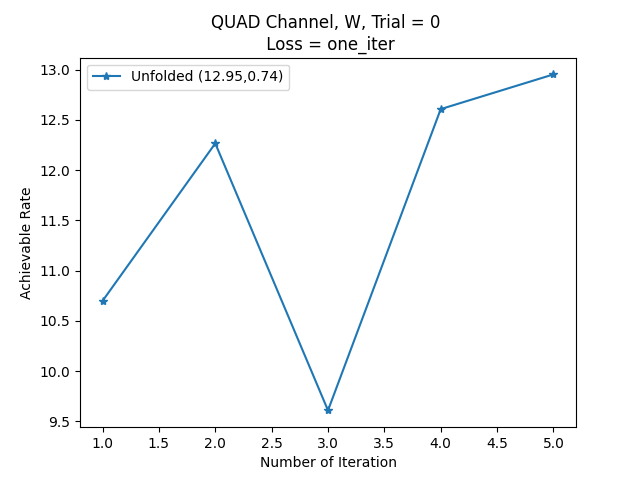 QUAD Channel, W, Trial = 0
Loss = one_iter
Unfolded (12.95,0.74)
Achievable Rate
13.0
12.5
12.0
11.5
11.0
10.5
10.0
9.5
1.0 1.5 2.0 2.5 3.0 3.5 4.0 4.5 5.0
Number of Iteration